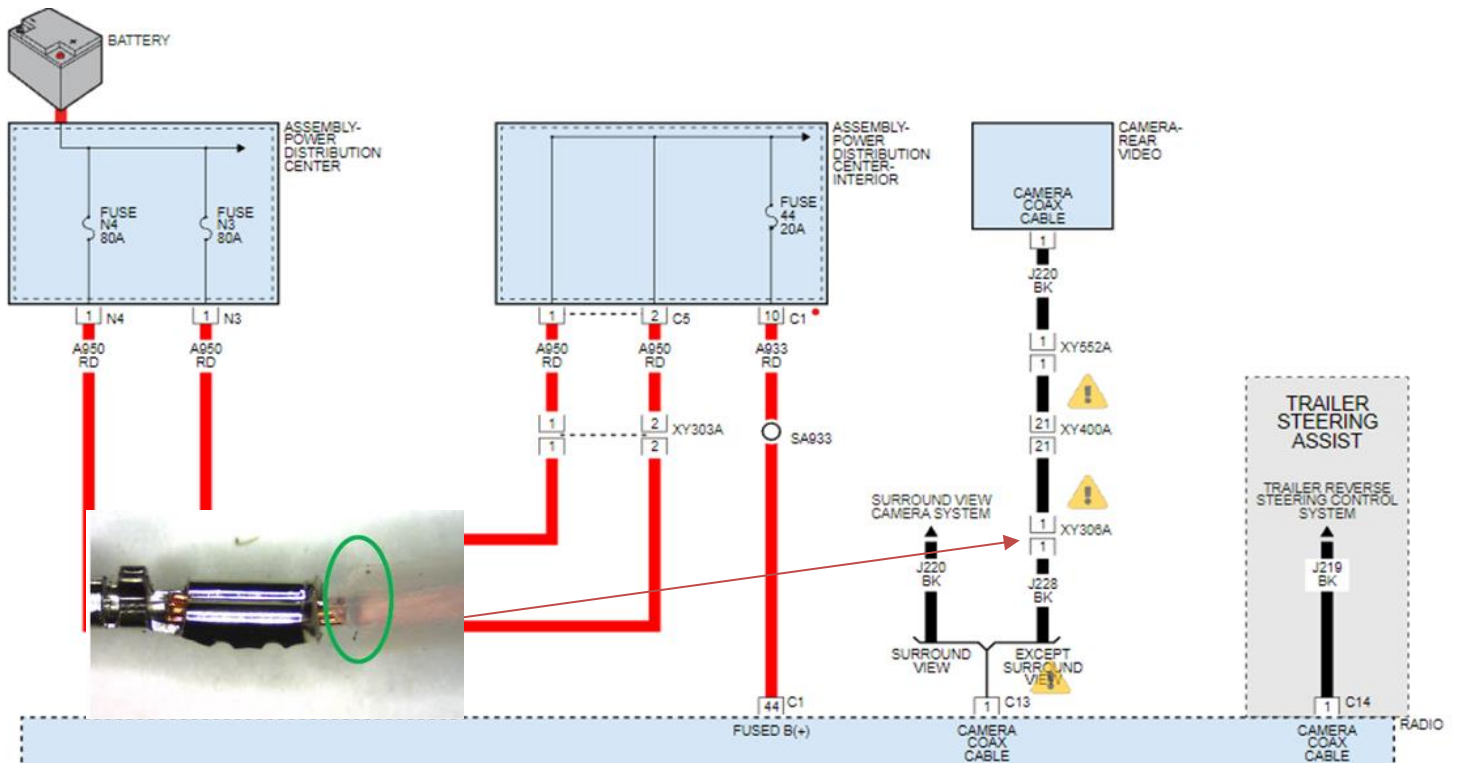 BATTERY
ASSEMBLY-
POWER
DISTRIBUTION
CENTER
FUSE
N4
80A
FUSE
N3
80A
1 N4
1 N3
A950
RD
A950
RD
ASSEMBLY-
POWER
DISTRIBUTION
CENTER-
INTERIOR
FUSE
44
20A
1
2 C5
10 C1
A950
RD
A950
RD
A933
RD
1
2 XY303A
1
2
SA933
CAMERA-
REAR
VIDEO
CAMERA
COAX
CABLE
1
J220
BK
1
XY552A
1
21
XY400A
21
1
XY306A
1
SURROUND VIEW
CAMERA SYSTEM
J220
BK
J228
BK
SURROUND
VIEW
EXCEPT
SURROUND
VIEW
TRAILER
STEERING
ASSIST
TRAILER REVERSE
STEERING CONTROL
SYSTEM
J219
BK
44 C1
1 C13
1 C14
RADIO
FUSED B(+)
CAMERA
COAX
CABLE
CAMERA
COAX
CABLE